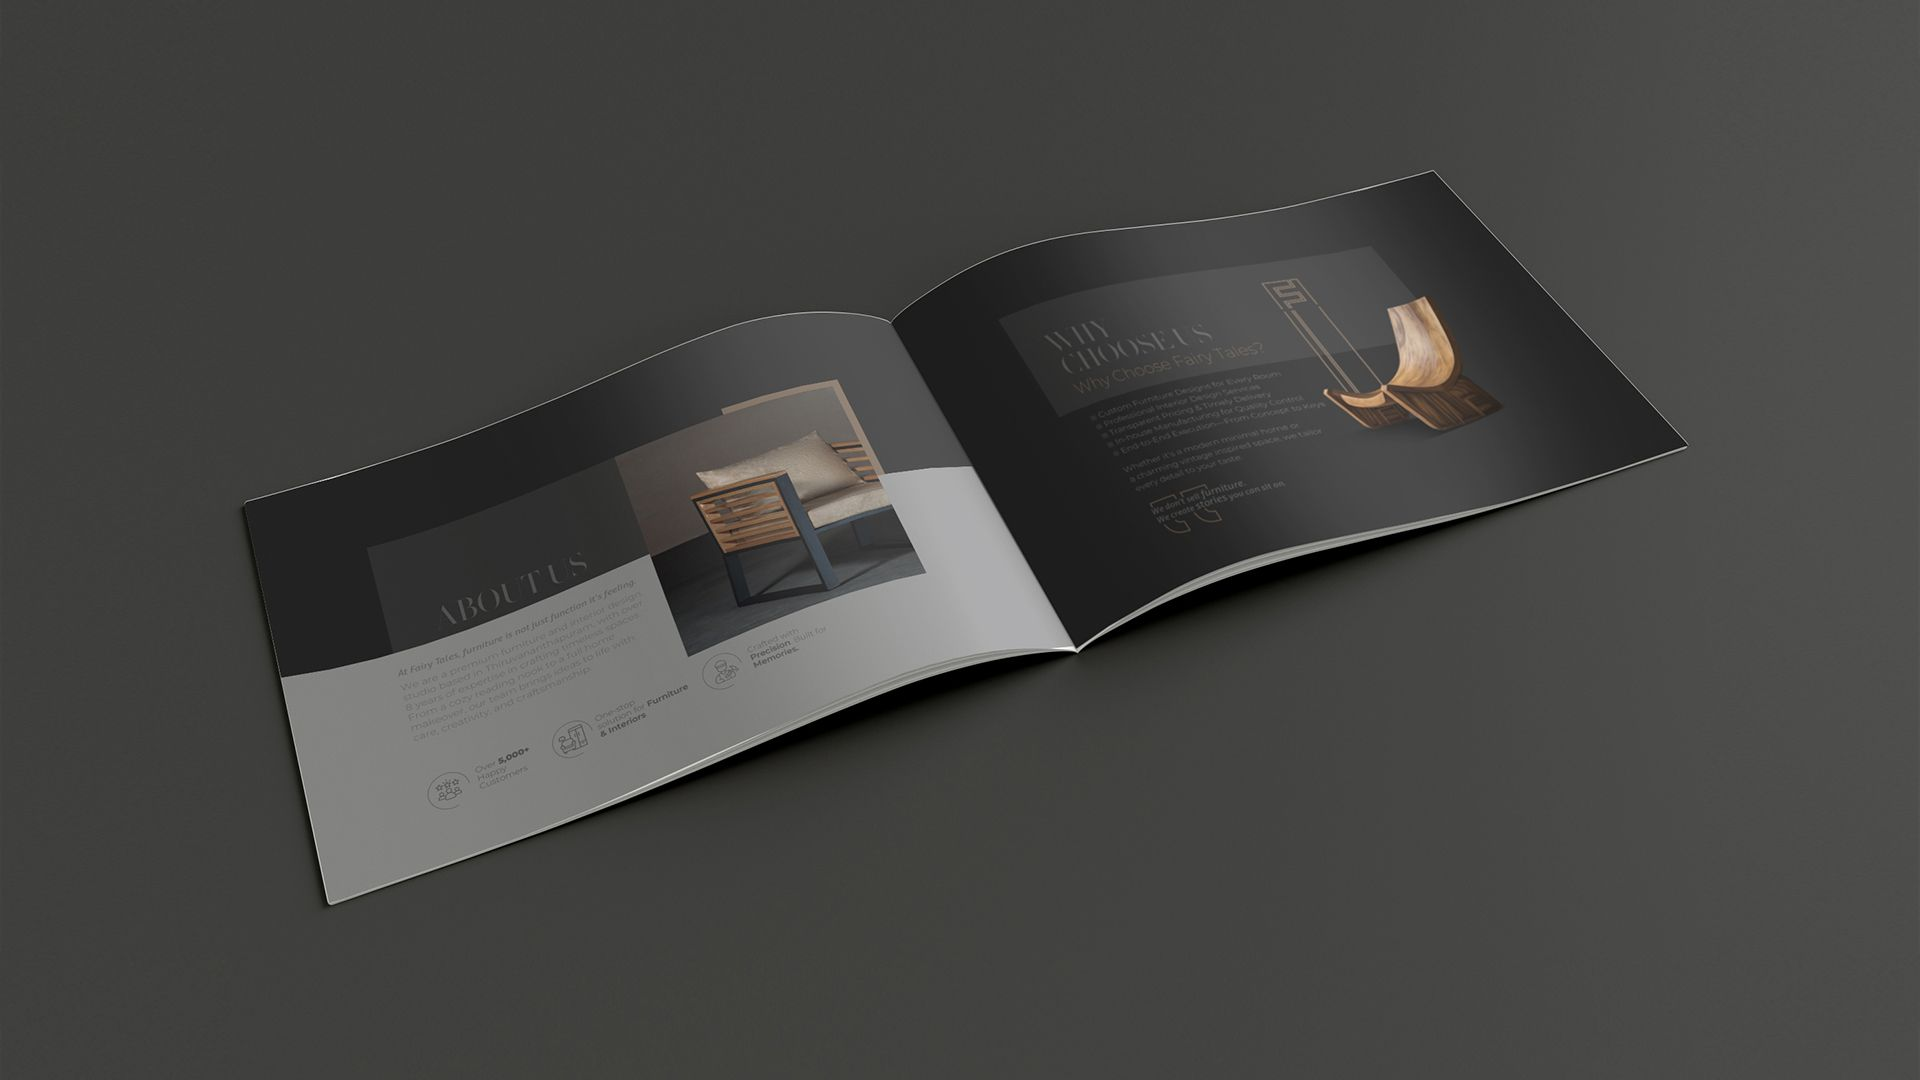 ABOUT US
At Fairy Tales, furniture is not just function it's feeling.
We are a premium furniture and interior design
studio based in Thiruvananthapuram, with over
8 years of expertise in crafting timeless spaces.
From a cozy reading nook to a full home
makeover, our team brings ideas to life with
care, creativity, and craftsmanship.
Over 5,000+
Happy
Customers
One-stop
solution for Furniture
& Interiors
Crafted with
Precision. Built for
Memories.
WHY
CHOOSE US
Why Choose Fairy Tales?
Custom Furniture Designs for Every Room
Professional Interior Design Services
Transparent Pricing & Timely Delivery
In-house Manufacturing for Quality Control
End-to-End Execution—From Concept to Keys
Whether it's a modern minimal home or
a charming vintage inspired space, we tailor
every detail to your taste.
We don't sell furniture.
We create stories you can sit on.